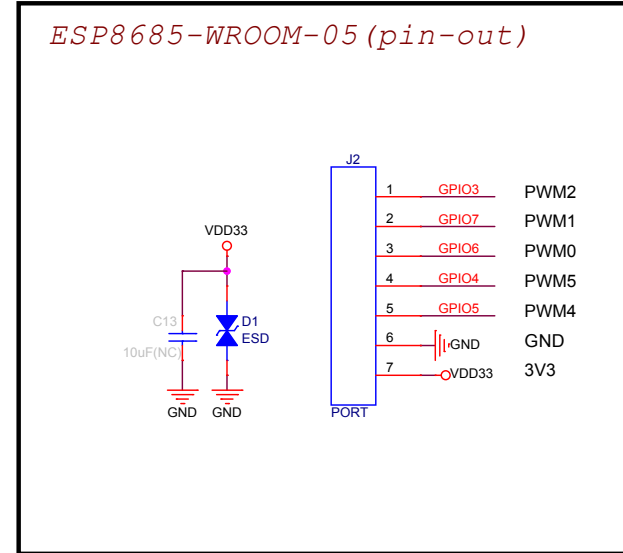 ESP8685-WROOM-05(pin-out)
J2
1 GPIO3 PWM2
2 GPIO7 PWM1
3 GPIO6 PWM0
4 GPIO4 PWM5
5 GPIO5 PWM4
6 GND GND
7 VDD33 3V3
PORT
VDD33
C13
10uF(NC)
D1
ESD
GND GND